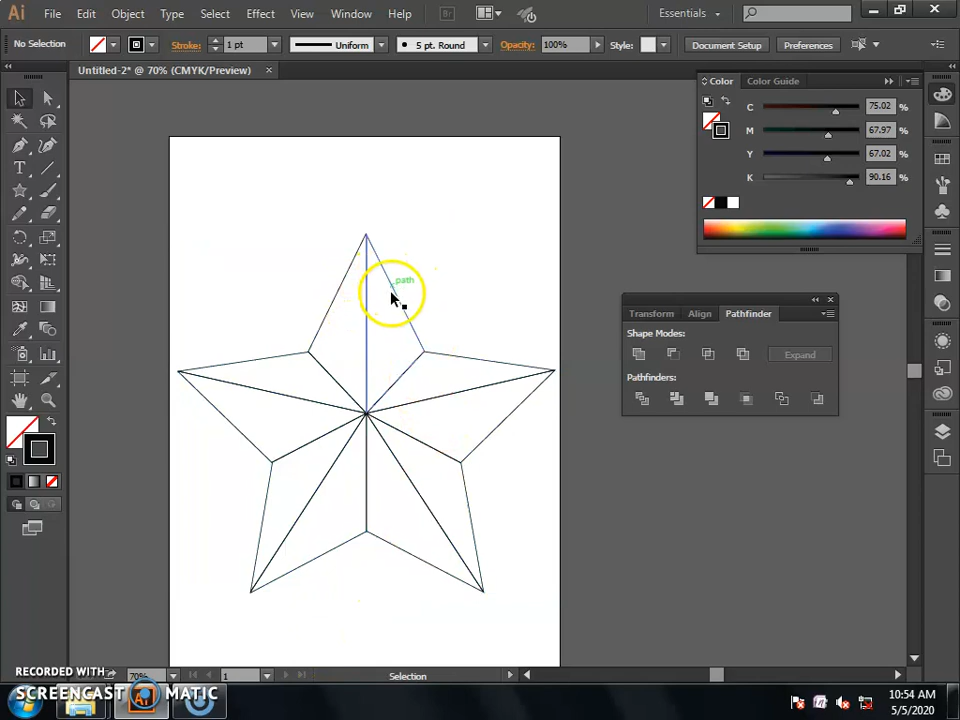 Ai File Edit Object Type Select Effect View Window Help Br Essentials
No Selection Stroke: 1 pt Uniform 5 pt. Round Opacity: 100% Style: Document Setup Preferences
Untitled-2* @ 70% (CMYK/Preview) ×
Color Color Guide
C 75.02 %
M 67.97 %
Y 67.02 %
K 90.16 %
path
Transform Align Pathfinder
Shape Modes:
Expand
Pathfinders:
70% 1 Selection
RECORDED WITH
SCREENCAST MATIC
Ai
10:54 AM
5/5/2020